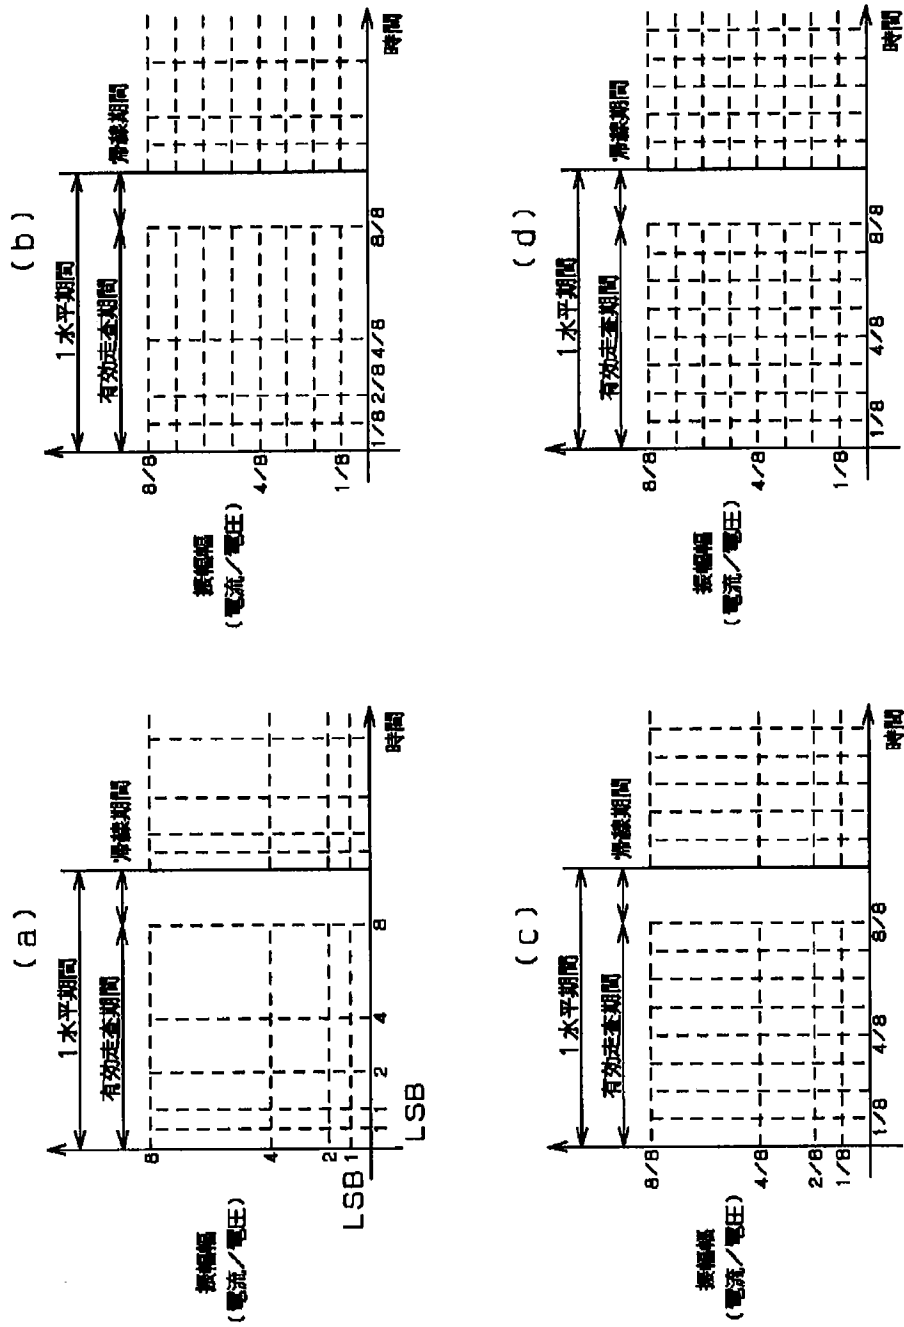 (a)
1水平期間
有効走査期間
帰線期間
振幅幅
(電流/電圧)
8
4
2
1
LSB
1
1
2
4
8
LSB
時間
(b)
1水平期間
有効走査期間
帰線期間
振幅幅
(電流/電圧)
8/8
4/8
1/8
1/8 2/8 4/8
8/8
時間
(c)
1水平期間
有効走査期間
帰線期間
振幅幅
(電流/電圧)
8/8
4/8
2/8
1/8
1/8
4/8
8/8
時間
(d)
1水平期間
有効走査期間
帰線期間
振幅幅
(電流/電圧)
8/8
4/8
1/8
1/8
4/8
8/8
時間